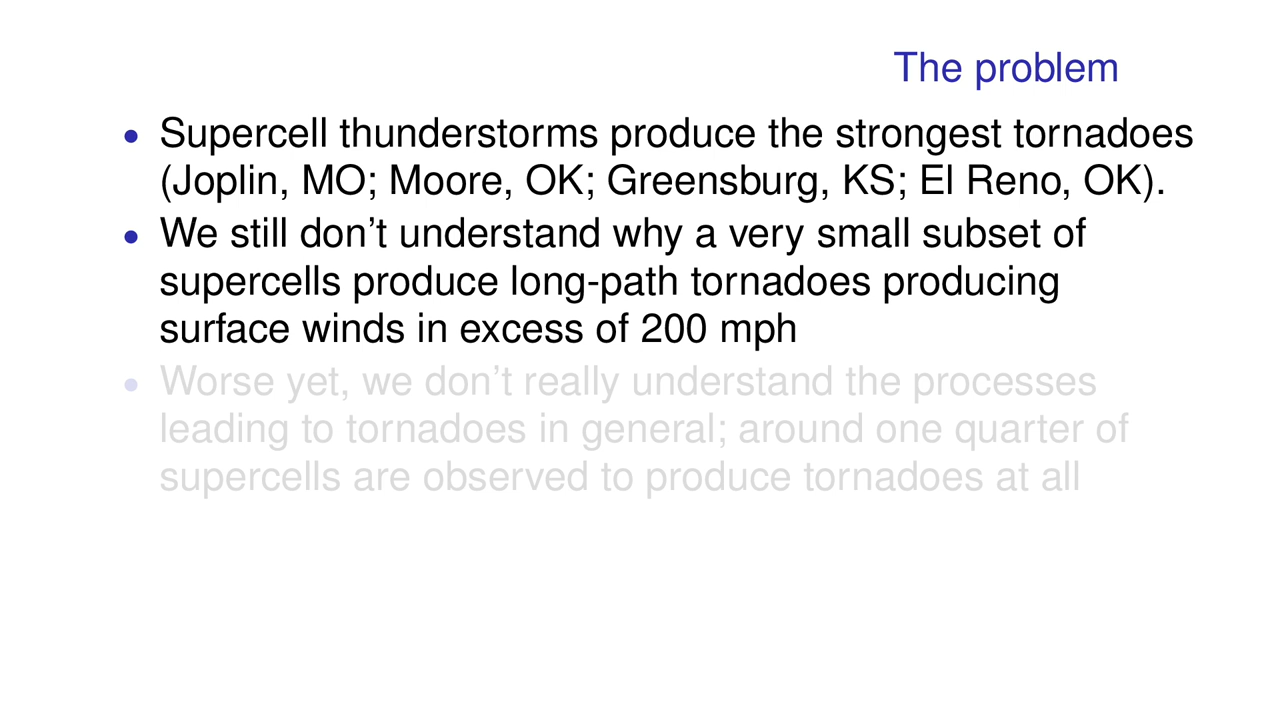 The problem
• Supercell thunderstorms produce the strongest tornadoes
(Joplin, MO; Moore, OK; Greensburg, KS; El Reno, OK).
• We still don't understand why a very small subset of
supercells produce long-path tornadoes producing
surface winds in excess of 200 mph
• Worse yet, we don't really understand the processes
leading to tornadoes in general; around one quarter of
supercells are observed to produce tornadoes at all